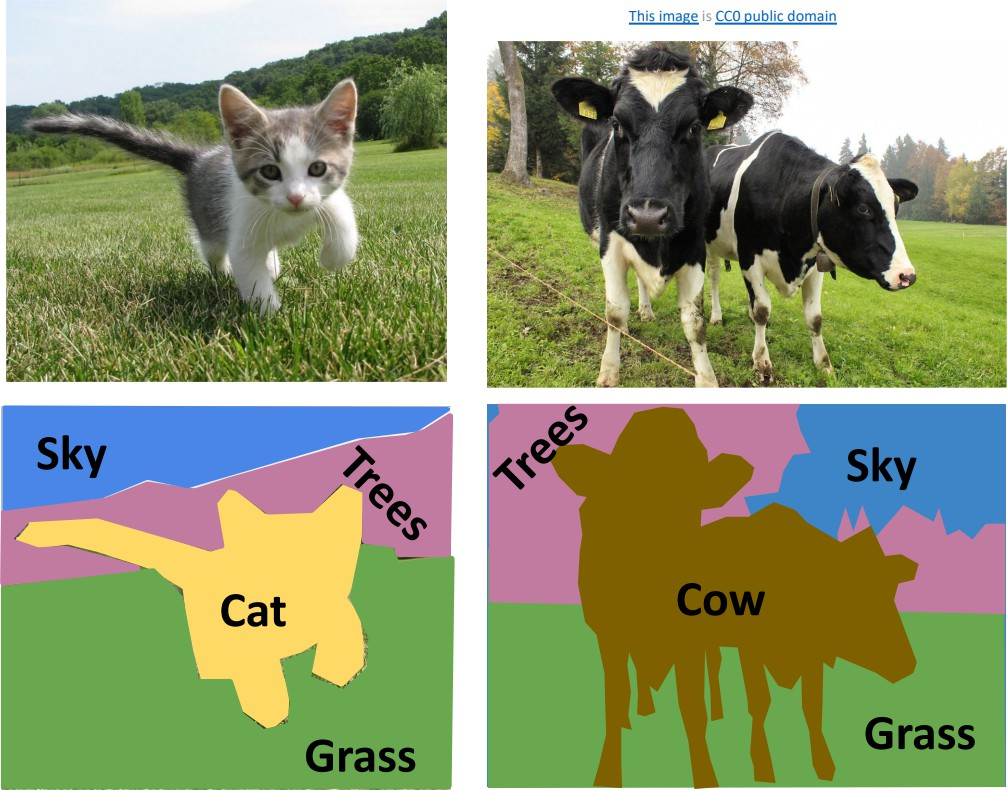 This image is CC0 public domain
Sky
Trees
Cat
Grass
Trees
Sky
Cow
Grass